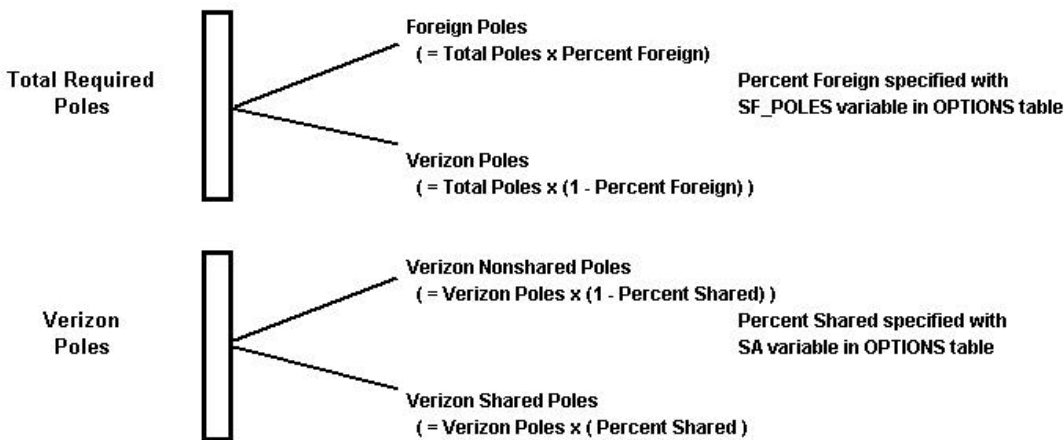 Foreign Poles
( = Total Poles x Percent Foreign)
Total Required
Poles
Percent Foreign specified with
SF_POLES variable in OPTIONS table
Verizon Poles
( = Total Poles x (1 - Percent Foreign) )
Verizon Nonshared Poles
( = Verizon Poles x (1 - Percent Shared) )
Verizon
Poles
Percent Shared specified with
SA variable in OPTIONS table
Verizon Shared Poles
( = Verizon Poles x ( Percent Shared )